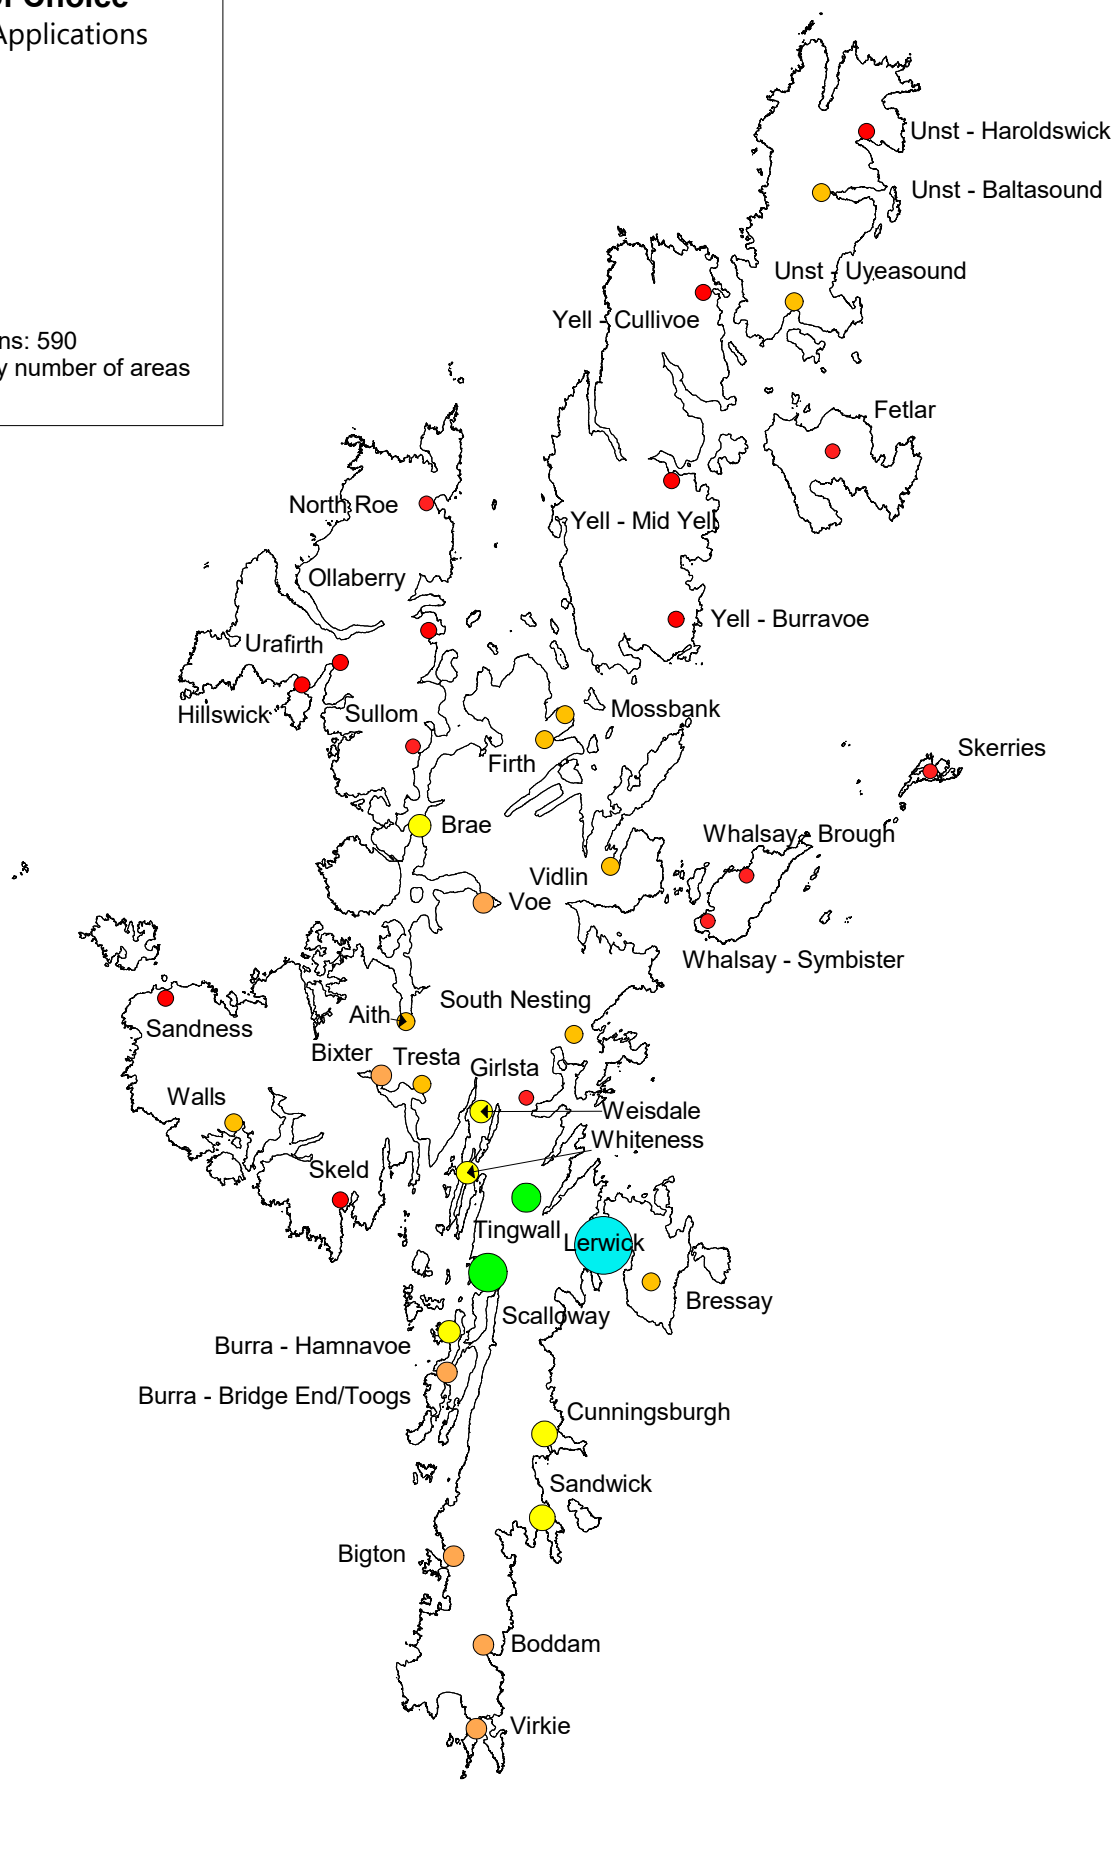 Choice
Applications
590
number of areas
Unst - Haroldswick
Unst - Baltasound
Unst - Uyeasound
Yell - Cullivoe
Fetlar
North Roe
Yell - Mid Yell
Ollaberry
Yell - Burravoe
Urafirth
Hillswick
Sullom
Mossbank
Firth
Skerries
Brae
Whalsay - Brough
Vidlin
Voe
Whalsay - Symbister
South Nesting
Aith
Sandness
Bixter
Tresta
Girlsta
Walls
Weisdale
Whiteness
Skeld
Tingwall
Lerwick
Bressay
Scalloway
Burra - Hamnavoe
Burra - Bridge End/Toogs
Cunningsburgh
Sandwick
Bigton
Boddam
Virkie